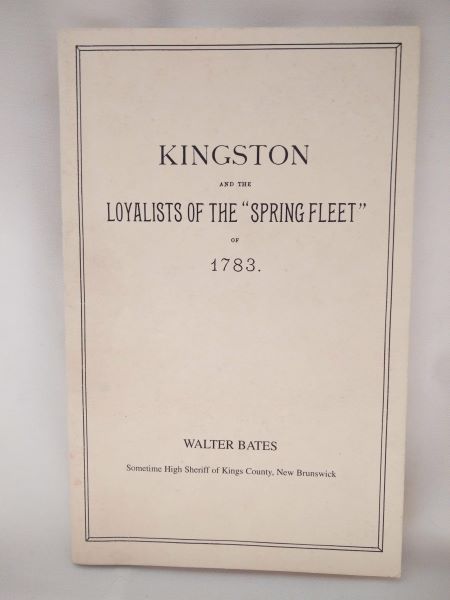 KINGSTON
AND THE
LOYALISTS OF THE "SPRING FLEET"
OF
1783.
WALTER BATES
Sometime High Sheriff of Kings County, New Brunswick